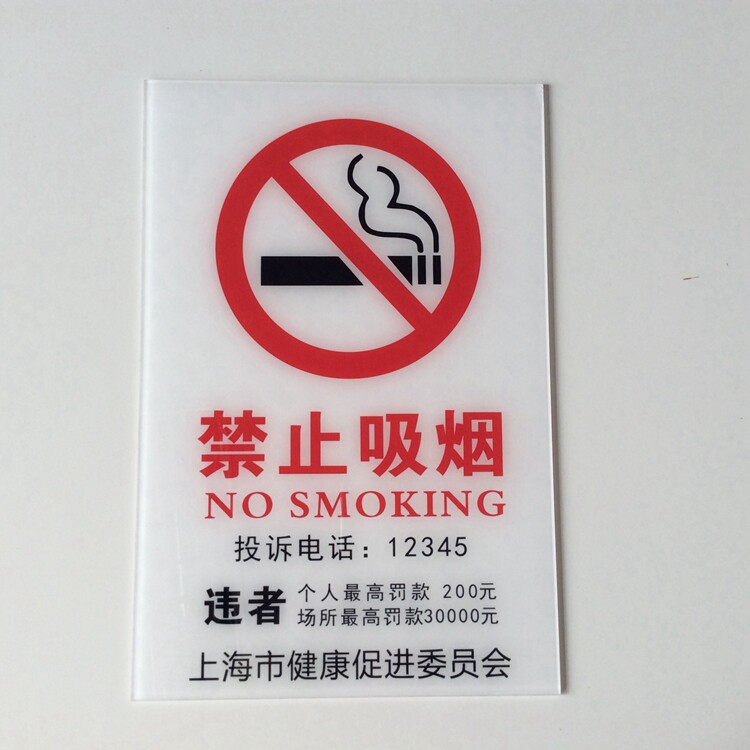 禁止吸烟
NO SMOKING
投诉电话：12345
违者 个人最高罚款 200元
场所最高罚款30000元
上海市健康促进委员会